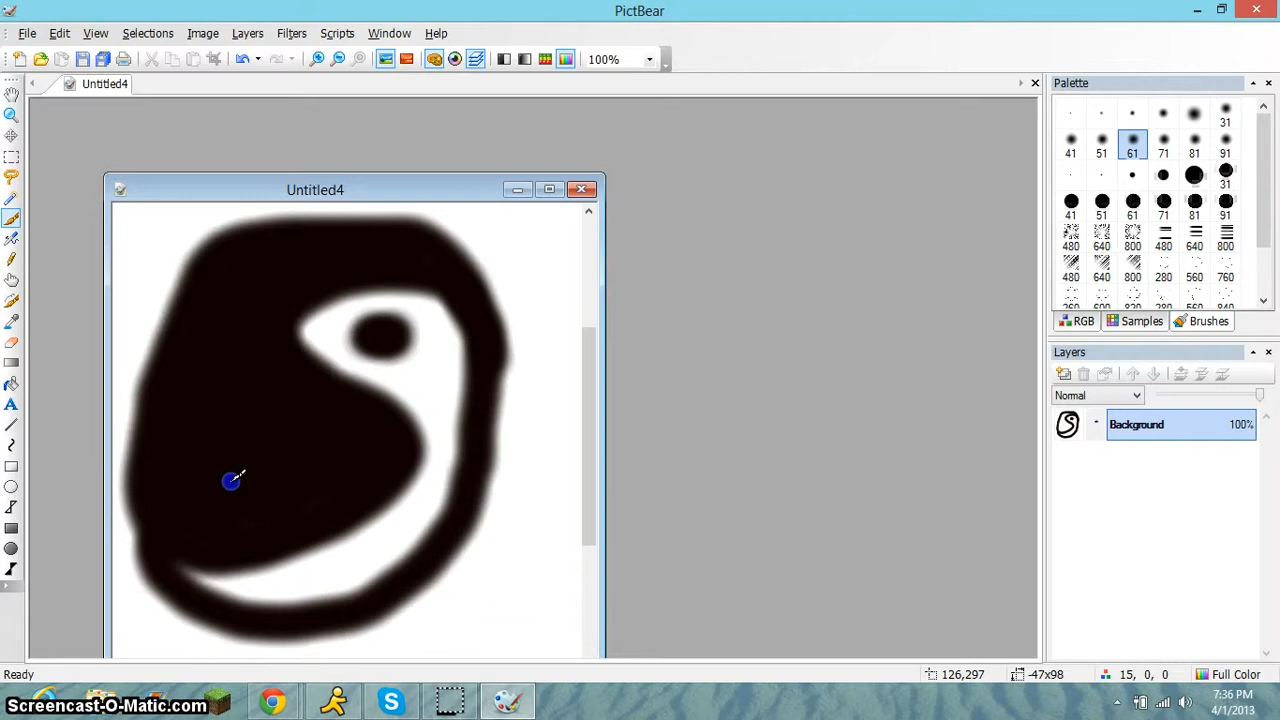 PictBear
File Edit View Selections Image Layers Filters Scripts Window Help
100%
Untitled4
Palette
31
41 51 61 71 81 91
31
41 51 61 71 81 91
480 640 800 480 640 800
480 640 800 280 560 760
RGB Samples Brushes
Untitled4
Layers
Normal
Background 100%
Ready 126,297 -47x98 15, 0, 0 Full Color
Screencast-O-Matic.com
7:36 PM
4/1/2013